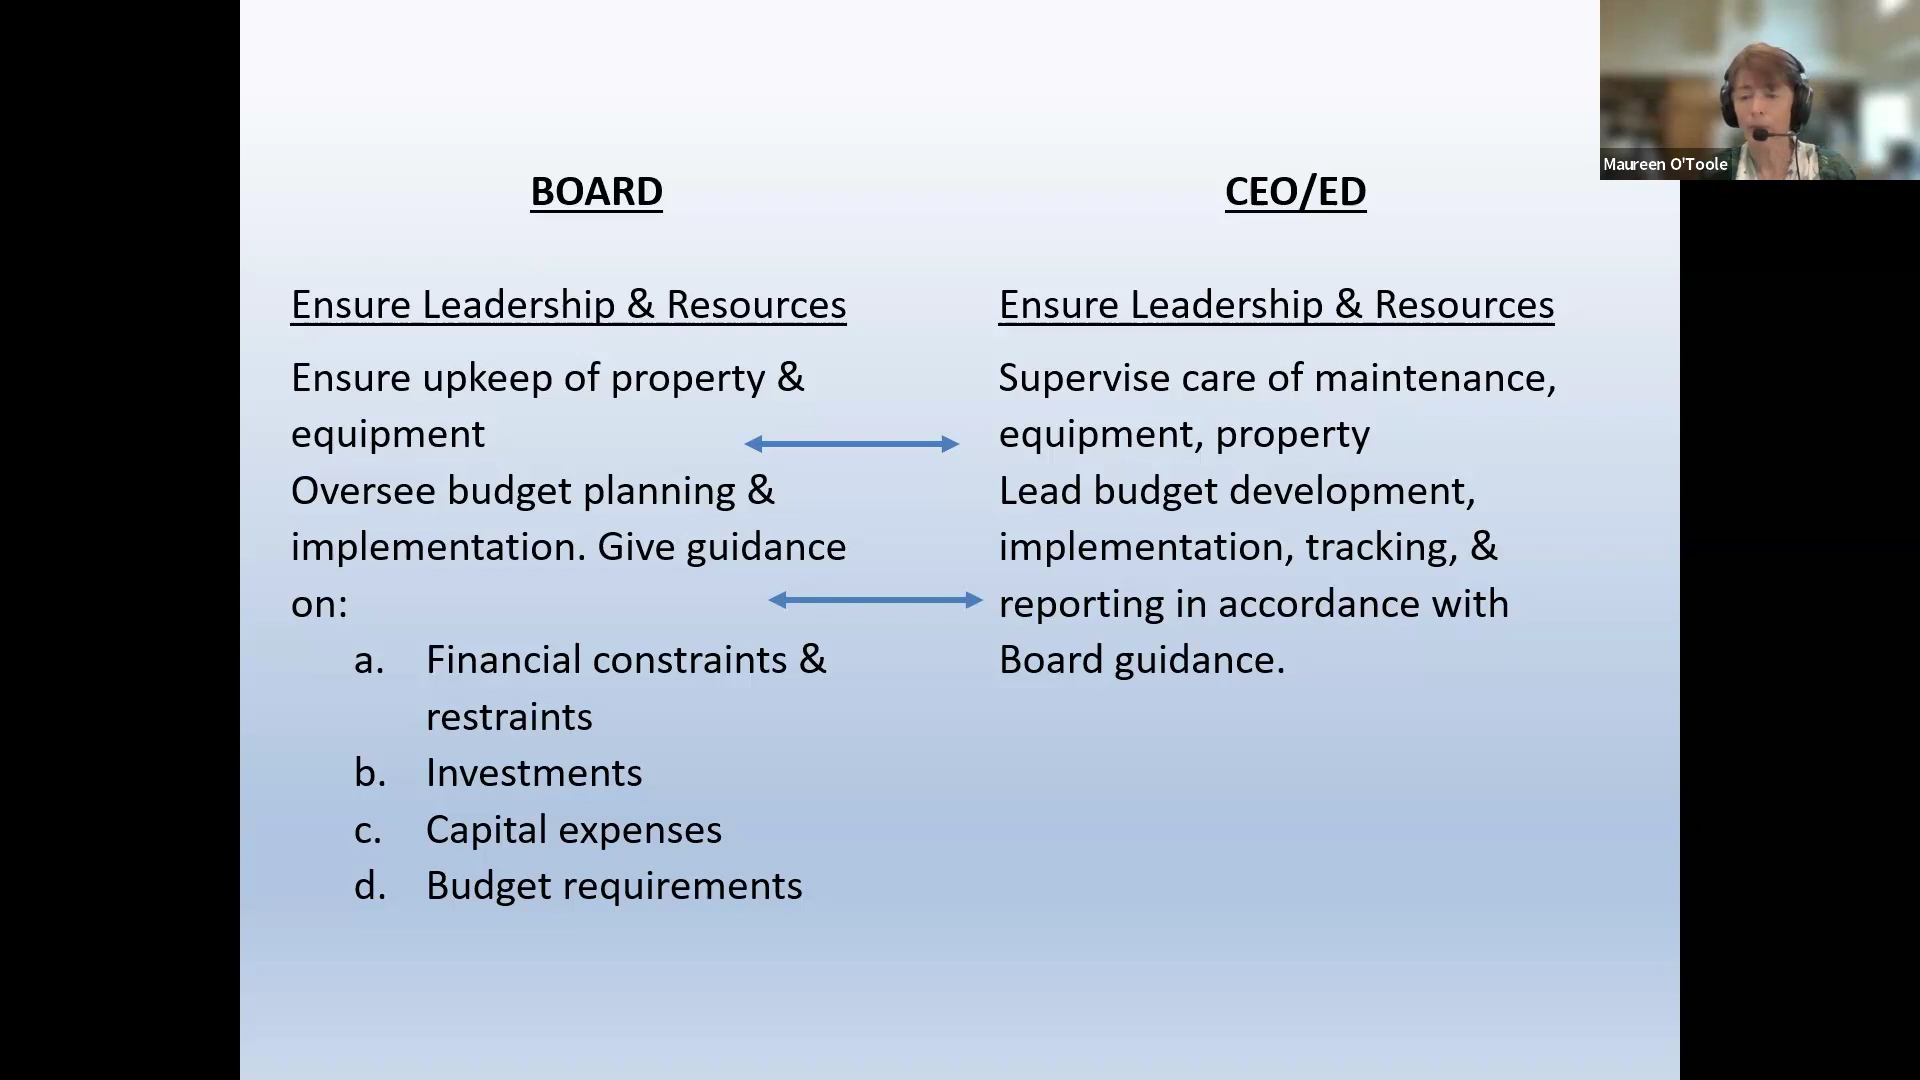 Maureen O'Toole
BOARD
Ensure Leadership & Resources
Ensure upkeep of property &
equipment
Oversee budget planning &
implementation. Give guidance
on:
a. Financial constraints &
restraints
b. Investments
c. Capital expenses
d. Budget requirements
CEO/ED
Ensure Leadership & Resources
Supervise care of maintenance,
equipment, property
Lead budget development,
implementation, tracking, &
reporting in accordance with
Board guidance.